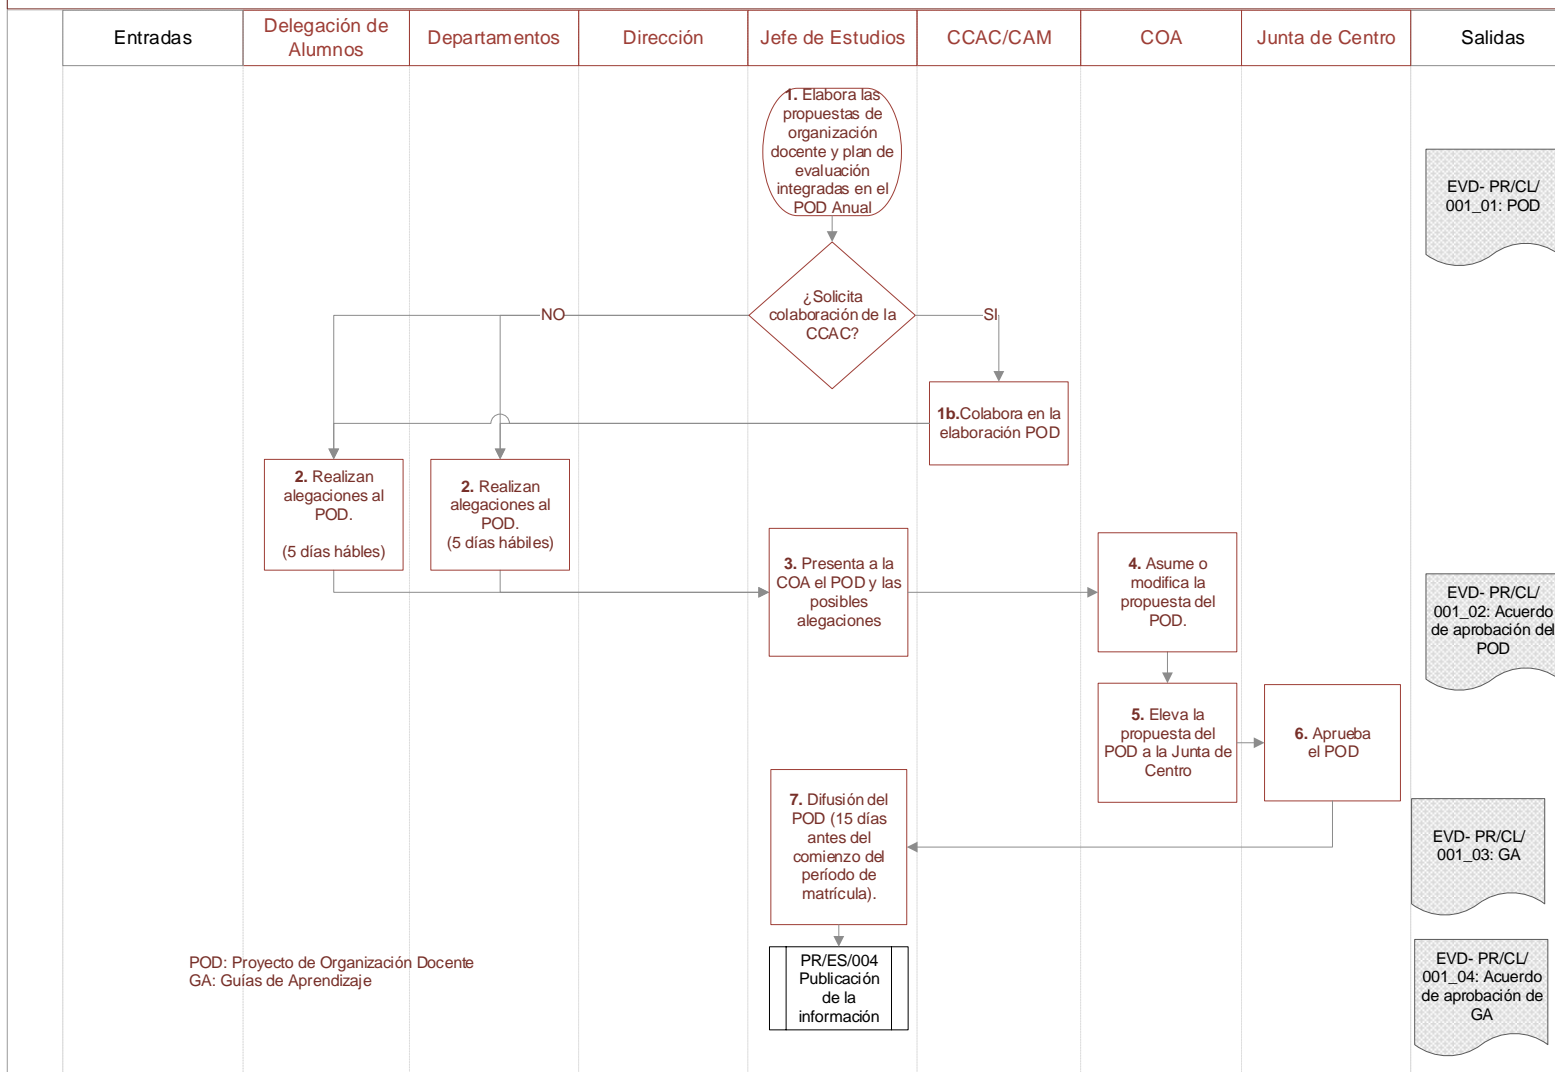 Entradas
Delegación de
Alumnos
Departamentos
Dirección
Jefe de Estudios
CCAC/CAM
COA
Junta de Centro
Salidas
1. Elabora las
propuestas de
organización
docente y plan de
evaluación
integradas en el
POD Anual
EVD- PR/CL/
001_01: POD
¿Solicita
colaboración de la
CCAC?
NO
SI
1b.Colabora en la
elaboración POD
2. Realizan
alegaciones al
POD.
(5 días hábles)
2. Realizan
alegaciones al
POD.
(5 días hábiles)
3. Presenta a la
COA el POD y las
posibles
alegaciones
4. Asume o
modifica la
propuesta del
POD.
EVD- PR/CL/
001_02: Acuerdo
de aprobación del
POD
5. Eleva la
propuesta del
POD a la Junta de
Centro
6. Aprueba
el POD
7. Difusión del
POD (15 días
antes del
comienzo del
período de
matrícula).
EVD- PR/CL/
001_03: GA
PR/ES/004
Publicación
de la
información
POD: Proyecto de Organización Docente
GA: Guías de Aprendizaje
EVD- PR/CL/
001_04: Acuerdo
de aprobación de
GA